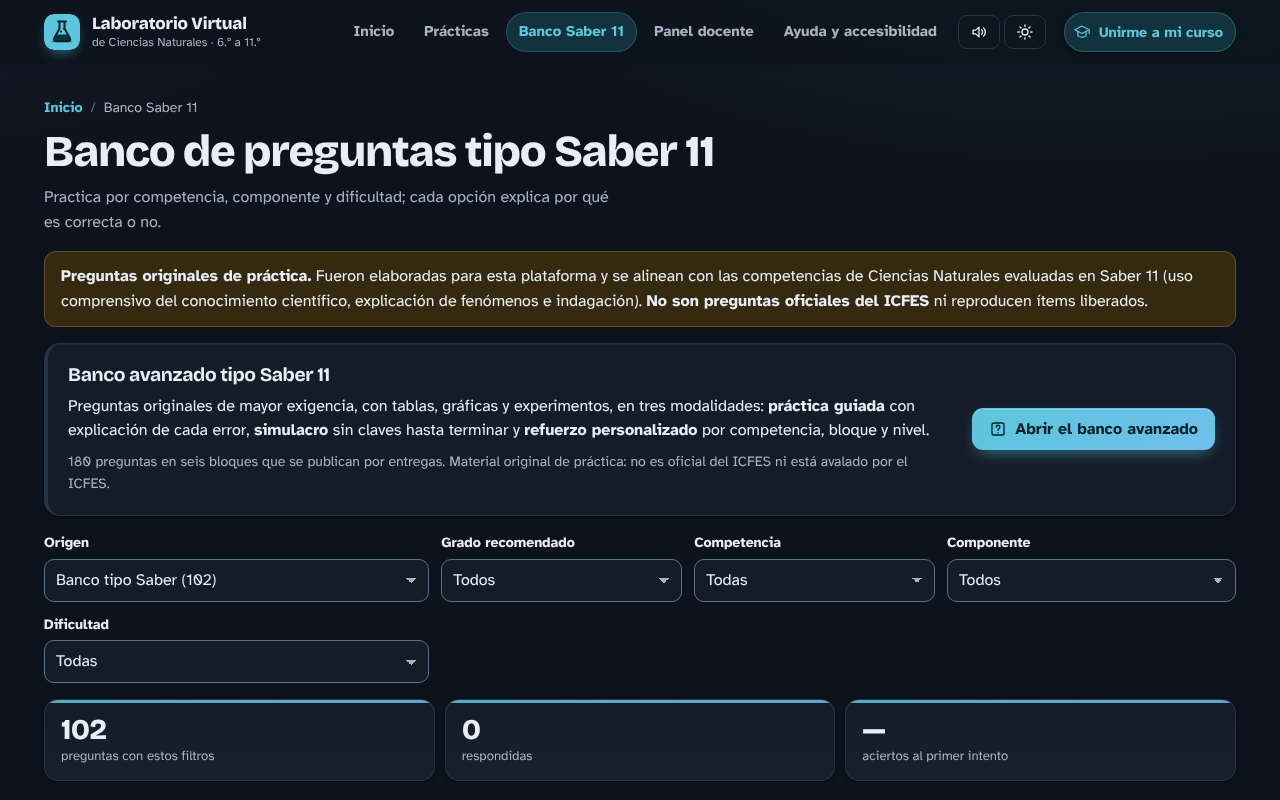 Laboratorio Virtual
de Ciencias Naturales · 6.° a 11.°
Inicio
Prácticas
Banco Saber 11
Panel docente
Ayuda y accesibilidad
Unirme a mi curso
Inicio / Banco Saber 11
Banco de preguntas tipo Saber 11
Practica por competencia, componente y dificultad; cada opción explica por qué
es correcta o no.
Preguntas originales de práctica. Fueron elaboradas para esta plataforma y se alinean con las competencias de Ciencias Naturales evaluadas en Saber 11 (uso
comprensivo del conocimiento científico, explicación de fenómenos e indagación). No son preguntas oficiales del ICFES ni reproducen ítems liberados.
Banco avanzado tipo Saber 11
Preguntas originales de mayor exigencia, con tablas, gráficas y experimentos, en tres modalidades: práctica guiada con
explicación de cada error, simulacro sin claves hasta terminar y refuerzo personalizado por competencia, bloque y nivel.
180 preguntas en seis bloques que se publican por entregas. Material original de práctica: no es oficial del ICFES ni está avalado por el
ICFES.
Abrir el banco avanzado
Origen
Banco tipo Saber (102)
Grado recomendado
Todos
Competencia
Todas
Componente
Todos
Dificultad
Todas
102
preguntas con estos filtros
0
respondidas
—
aciertos al primer intento